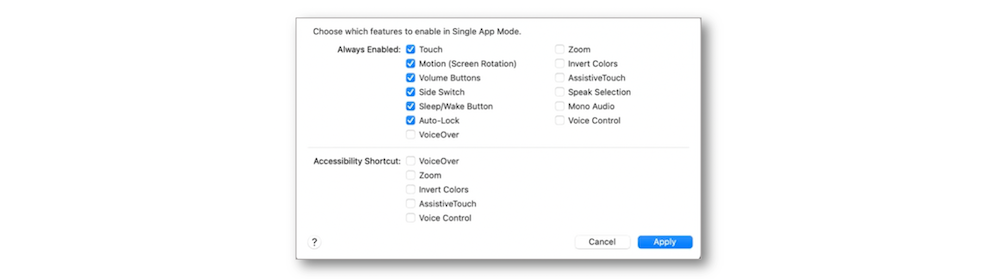 Choose which features to enable in Single App Mode.
Always Enabled: Touch Zoom
Motion (Screen Rotation) Invert Colors
Volume Buttons AssistiveTouch
Side Switch Speak Selection
Sleep/Wake Button Mono Audio
Auto-Lock Voice Control
VoiceOver
Accessibility Shortcut: VoiceOver
Zoom
Invert Colors
AssistiveTouch
Voice Control
? Cancel Apply